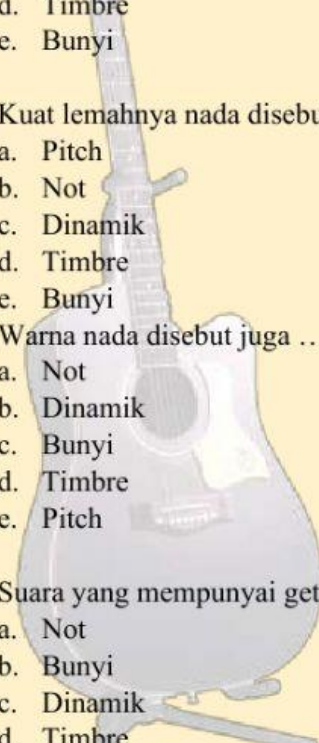 d. Timbre
e. Bunyi
Kuat lemahnya nada disebu
a. Pitch
b. Not
c. Dinamik
d. Timbre
e. Bunyi
Warna nada disebut juga …
a. Not
b. Dinamik
c. Bunyi
d. Timbre
e. Pitch
Suara yang mempunyai get
a. Not
b. Bunyi
c. Dinamik
d. Timbre